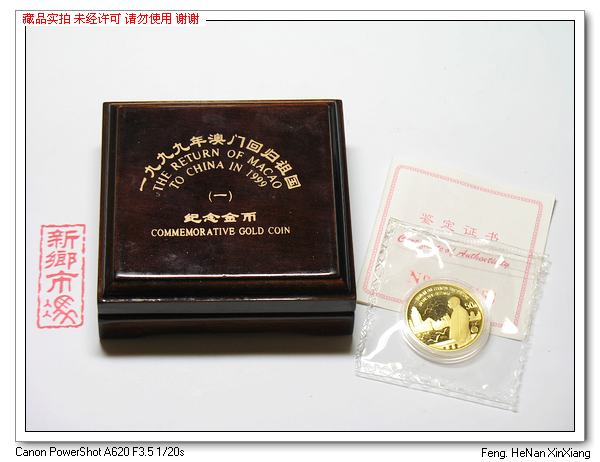 藏品实拍 未经许可 请勿使用 谢谢
一九九九年澳门回归祖国
THE RETURN OF MACAO
TO CHINA IN 1999
(一)
纪念金币
COMMEMORATIVE GOLD COIN
鉴定证书
Certificate of Authenticity
新鄉市
Canon PowerShot A620 F3.5 1/20s
Feng. HeNan XinXiang